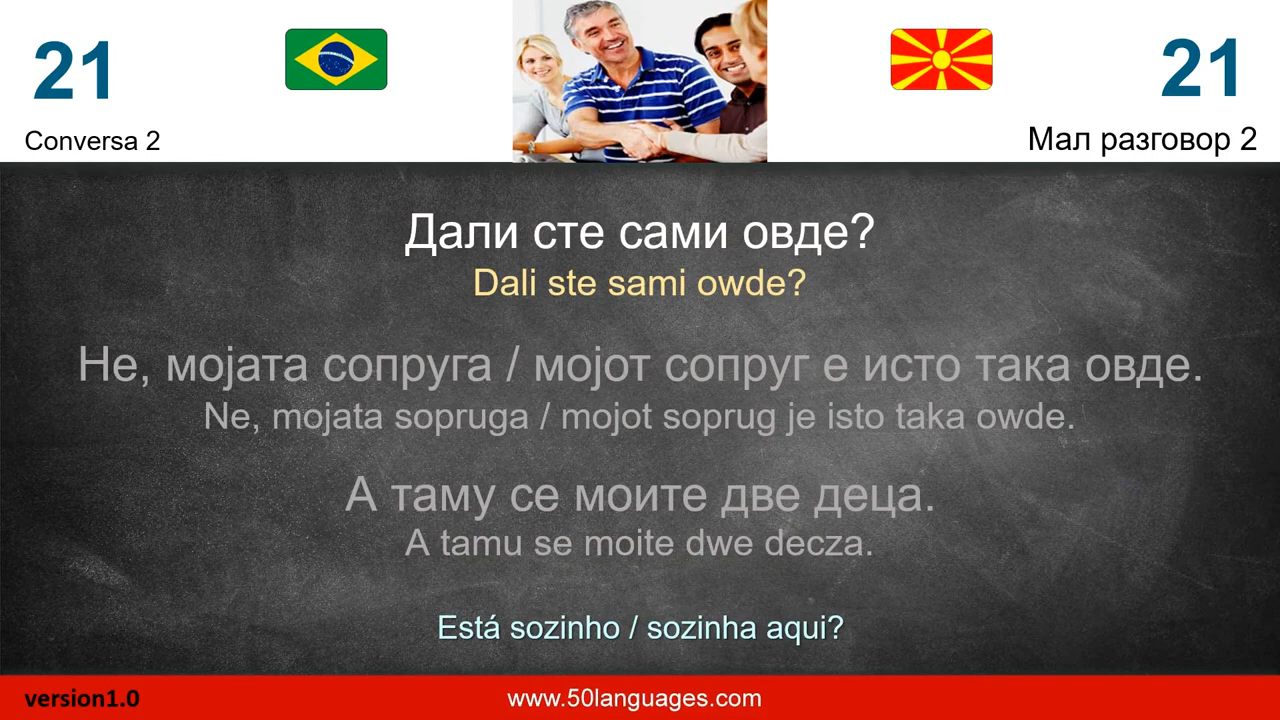 21
21
Conversa 2
Мал разговор 2
Дали сте сами овде?
Dali ste sami owde?
Не, мојата сопруга / мојот сопруг е исто така овде.
Ne, mojata sopruga / mojot soprug je isto taka owde.
А таму се моите две деца.
A tamu se moite dwe decza.
Está sozinho / sozinha aqui?
version1.0
www.50languages.com